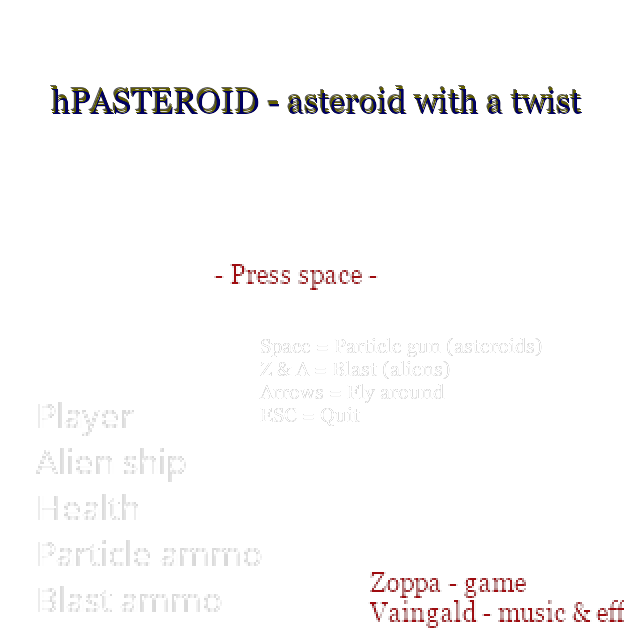 hPASTEROID - asteroid with a twist
- Press space -
Space = Particle gun (asteroids)
Z & A = Blast (aliens)
Arrows = Fly around
ESC = Quit
Player
Alien ship
Health
Particle ammo
Blast ammo
Zoppa - game
Vaingald - music & eff